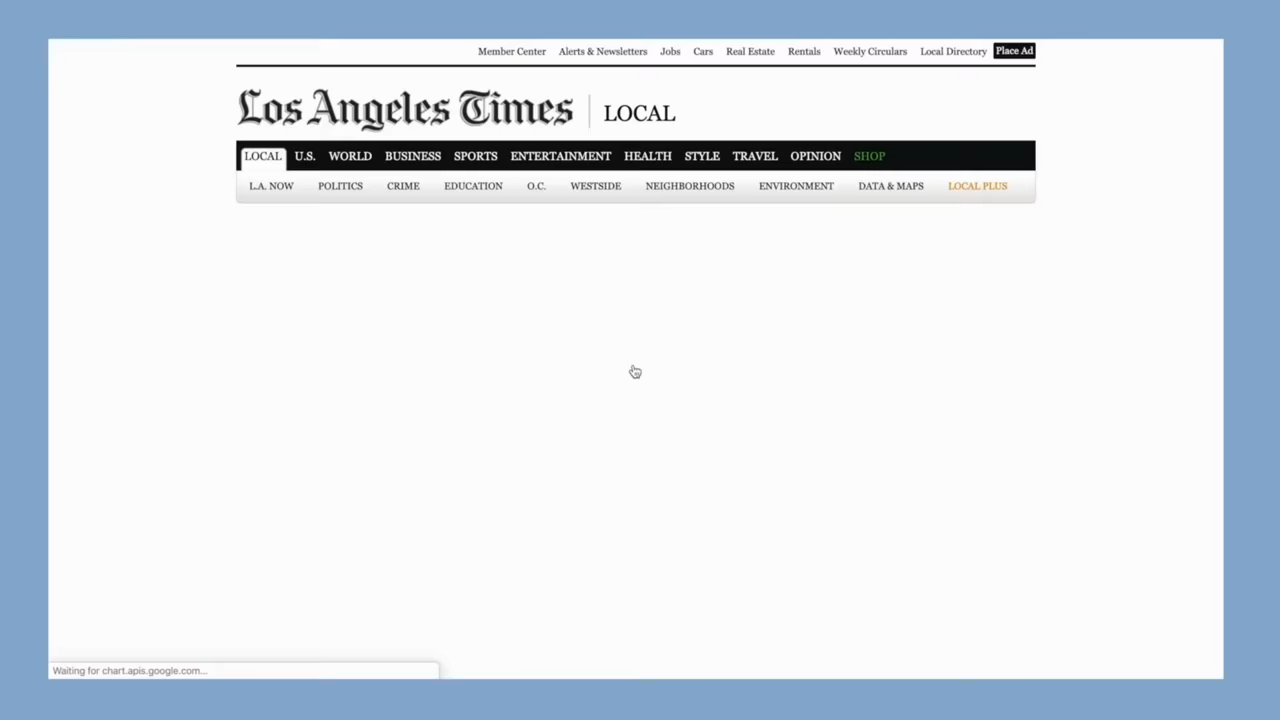 Member Center Alerts & Newsletters Jobs Cars Real Estate Rentals Weekly Circulars Local Directory Place Ad
Los Angeles Times LOCAL
LOCAL U.S. WORLD BUSINESS SPORTS ENTERTAINMENT HEALTH STYLE TRAVEL OPINION SHOP
L.A. NOW POLITICS CRIME EDUCATION O.C. WESTSIDE NEIGHBORHOODS ENVIRONMENT DATA & MAPS LOCAL PLUS
Waiting for chart.apis.google.com...